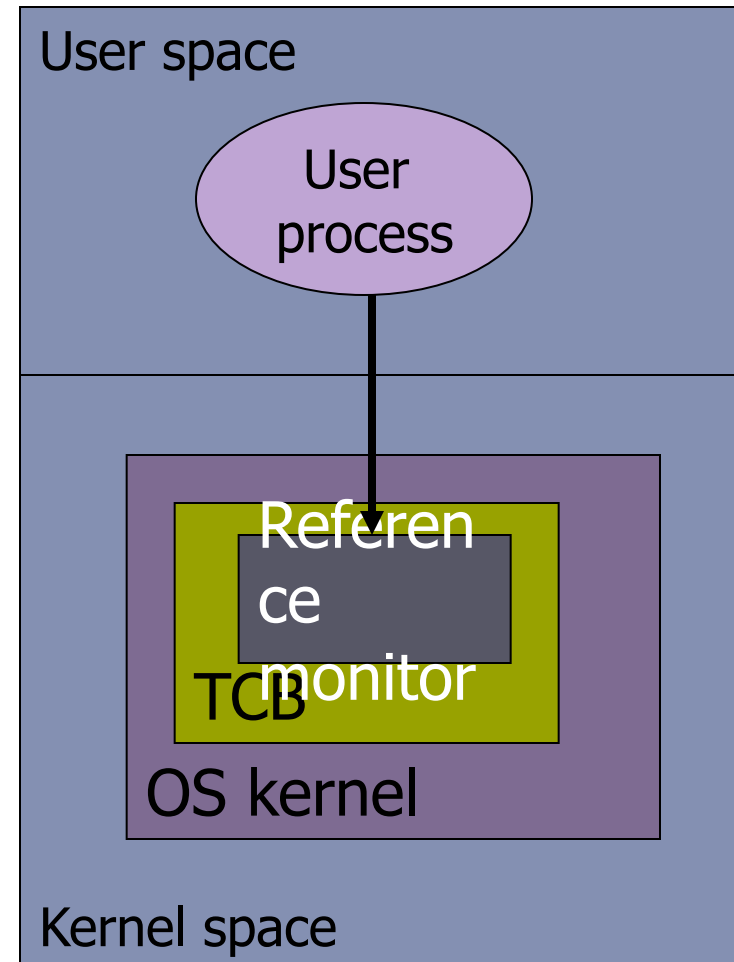 User space
User
process
Referen
ce
monitor
TCB
OS kernel
Kernel space